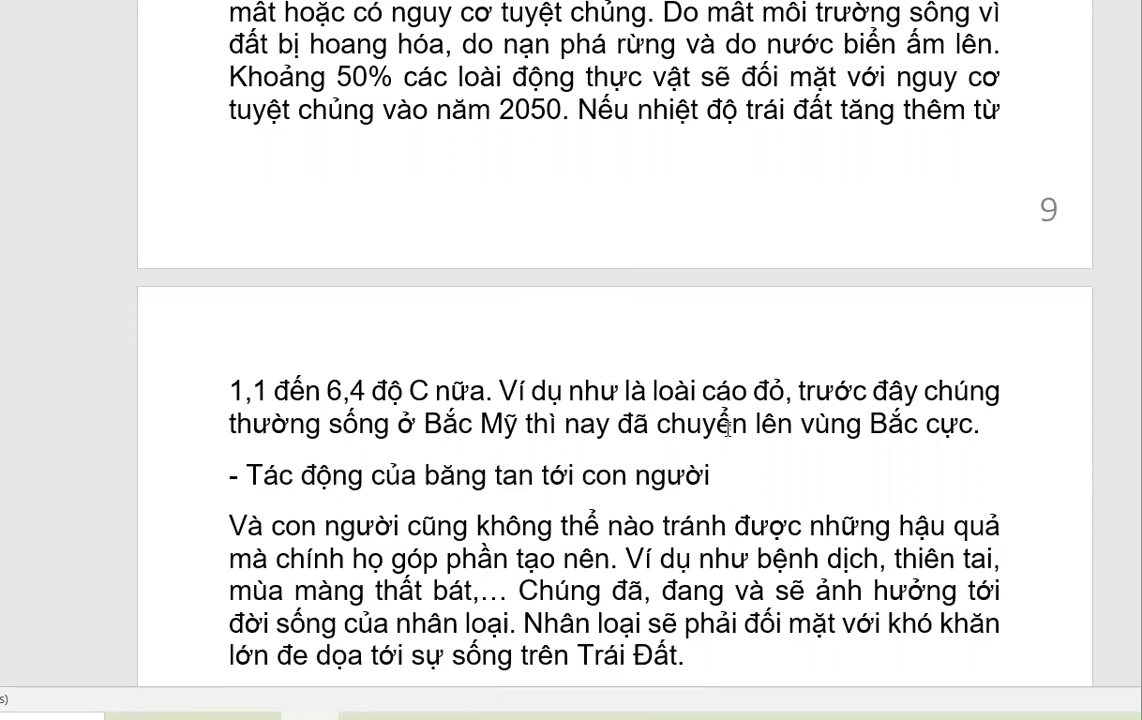 mất hoặc có nguy cơ tuyệt chủng. Do mất môi trường sống vì
đất bị hoang hóa, do nạn phá rừng và do nước biển ấm lên.
Khoảng 50% các loài động thực vật sẽ đối mặt với nguy cơ
tuyệt chủng vào năm 2050. Nếu nhiệt độ trái đất tăng thêm từ
9
1,1 đến 6,4 độ C nữa. Ví dụ như là loài cáo đỏ, trước đây chúng
thường sống ở Bắc Mỹ thì nay đã chuyển lên vùng Bắc cực.
- Tác động của băng tan tới con người
Và con người cũng không thể nào tránh được những hậu quả
mà chính họ góp phần tạo nên. Ví dụ như bệnh dịch, thiên tai,
mùa màng thất bát,… Chúng đã, đang và sẽ ảnh hưởng tới
đời sống của nhân loại. Nhân loại sẽ phải đối mặt với khó khăn
lớn đe dọa tới sự sống trên Trái Đất.
s)